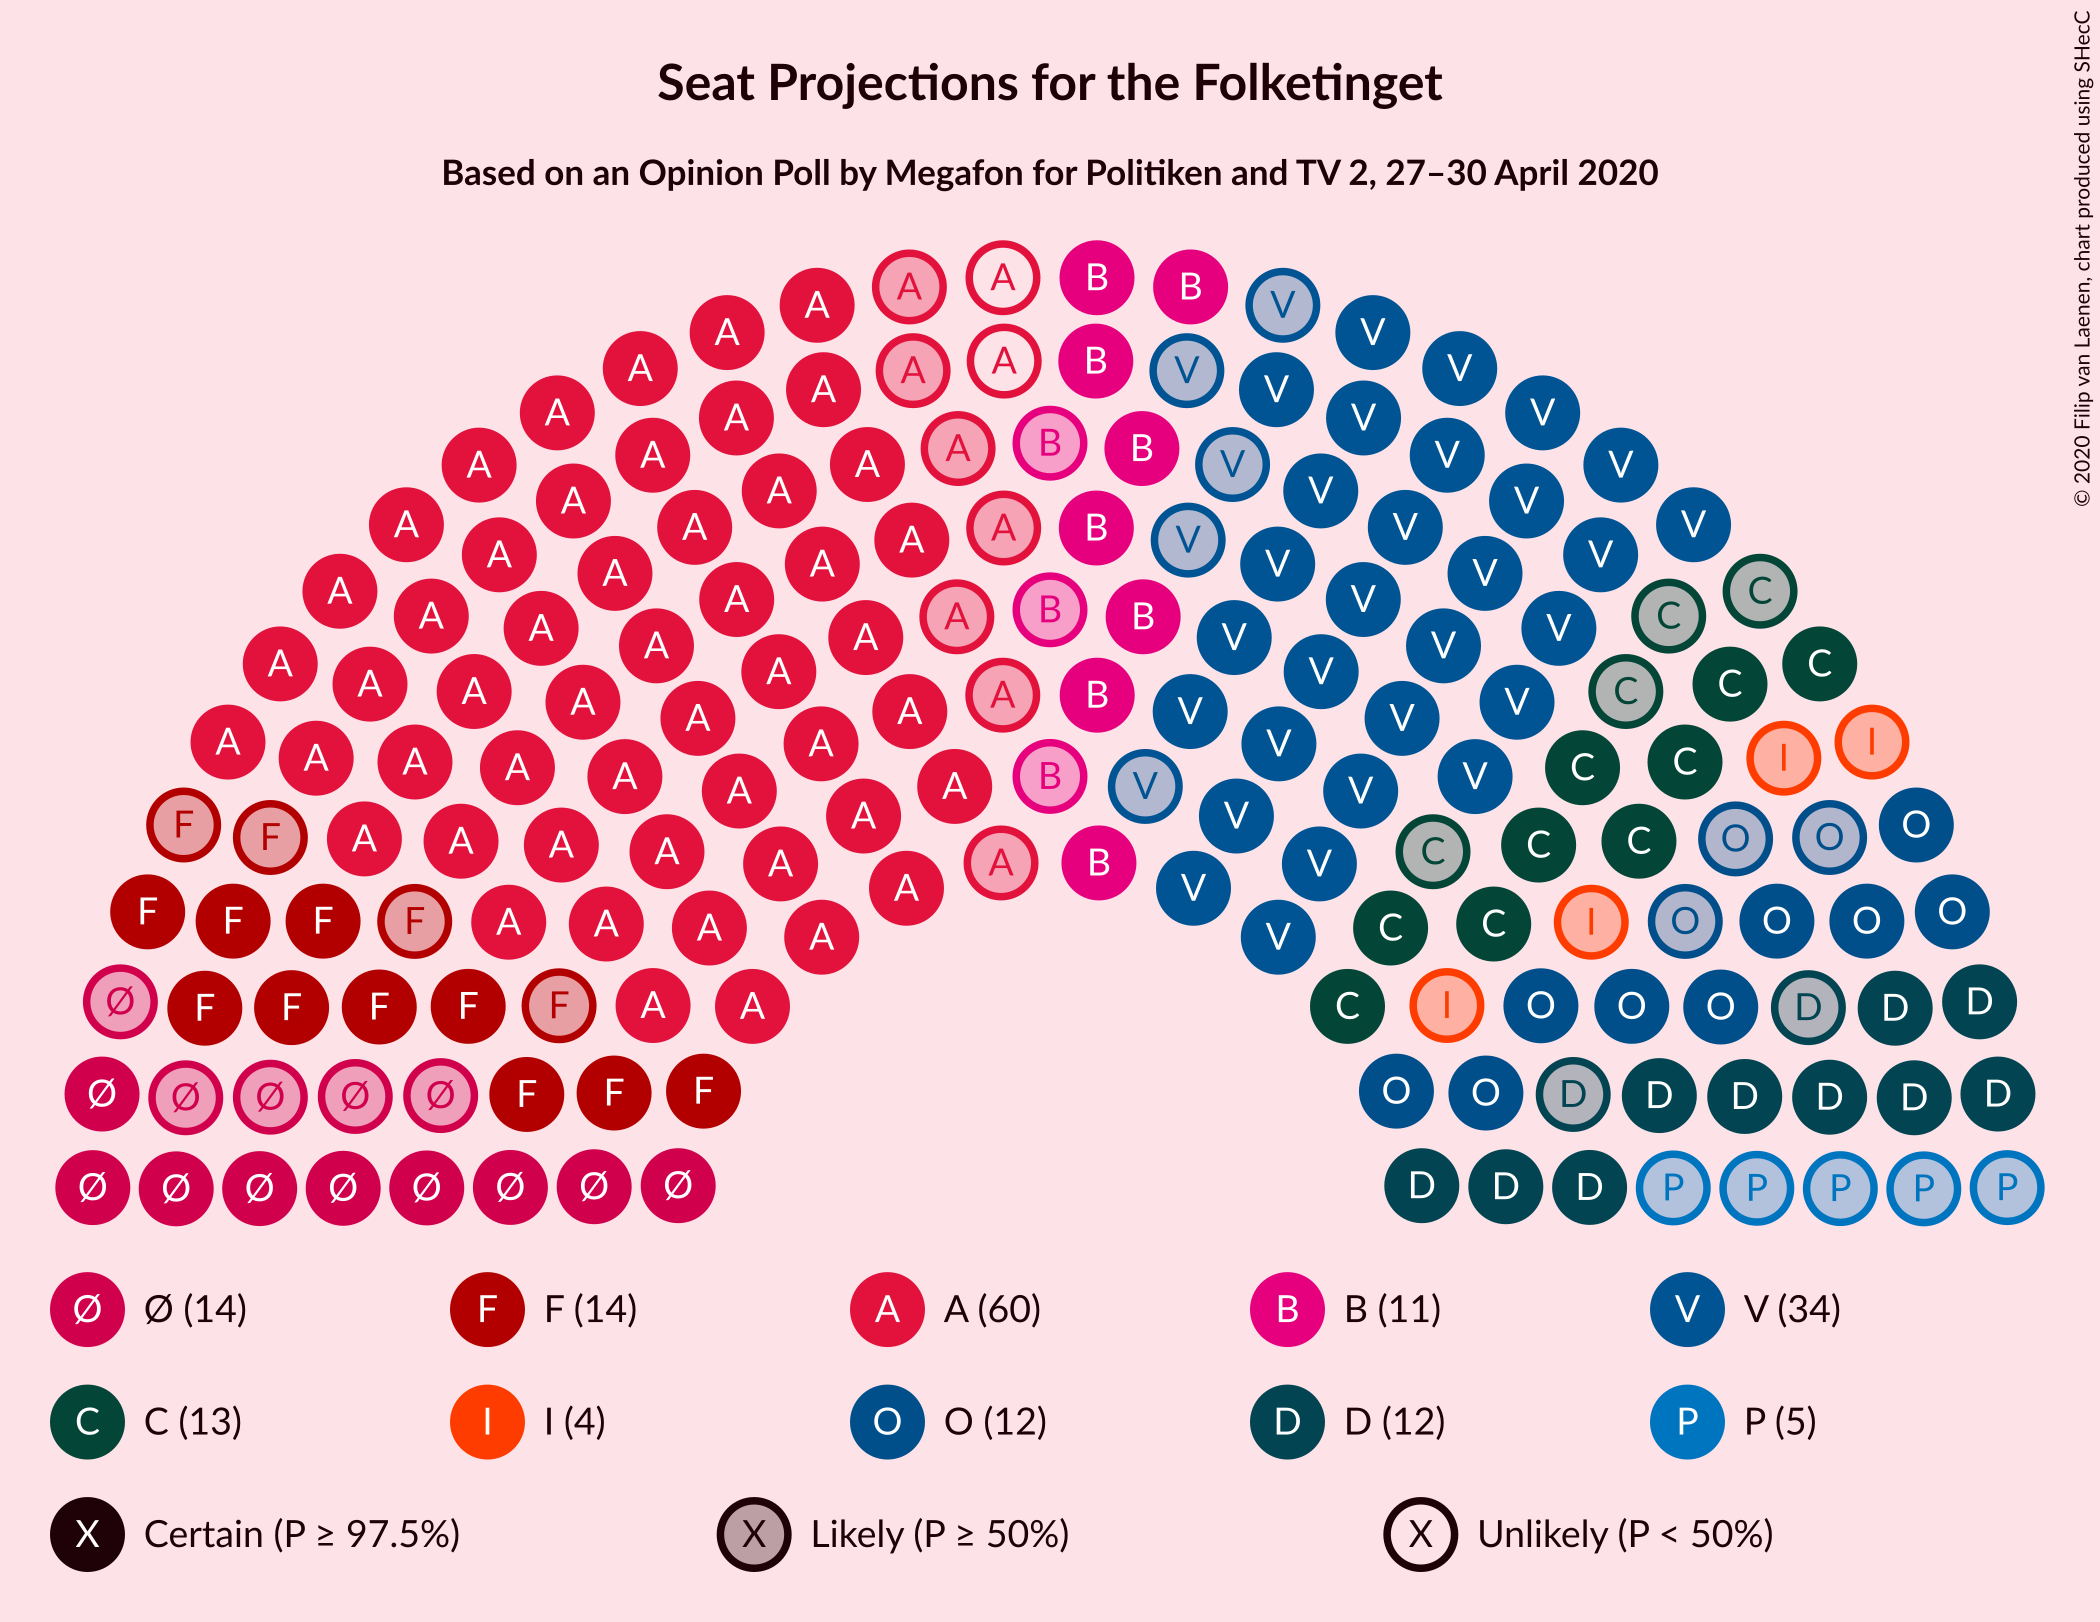 Seat Projections for the Folketinget
Based on an Opinion Poll by Megafon for Politiken and TV 2, 27–30 April 2020
© 2020 Filip van Laenen, chart produced using SHecC
A A B B V
A A V V
A A A B V V V
A A A V V
A A B B V V
A A A V V
A A A A B V V V V
A A A V V
A A A A V V V C C
A A A B B V V
A A A A V V V C C C
A A A A B V V V C C
A A A A V V V C C I I
A A A A A B V V V V C C
F F A A A A A A B V V C C C O O O
F F F F A A A A V C C I O O O O
Ø F F F F F A A C I O O O D D D
Ø Ø Ø Ø Ø F F F O O D D D D D D
Ø Ø Ø Ø Ø Ø Ø Ø D D D P P P P P
Ø Ø (14) F F (14) A A (60) B B (11) V V (34)
C C (13) I I (4) O O (12) D D (12) P P (5)
X Certain (P ≥ 97.5%) X Likely (P ≥ 50%) X Unlikely (P < 50%)